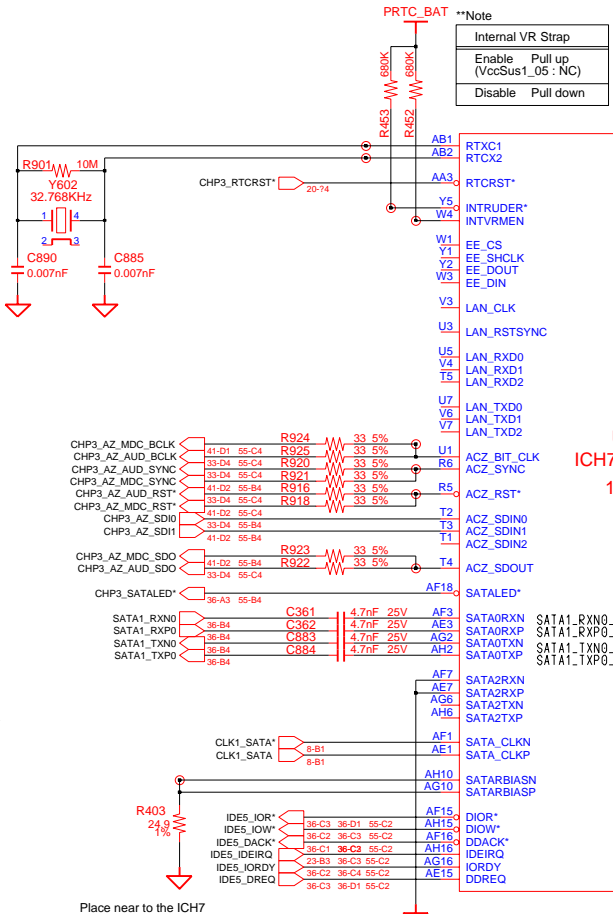 PRTC_BAT
**Note
Internal VR Strap
Enable Pull up
(VccSus1_05 : NC)
Disable Pull down
680K
680K
R453
R452
R901
10M
Y602
32.768KHz
1
4
2
3
C890
0.007nF
C885
0.007nF
AB1 RTXC1
AB2 RTCX2
CHP3_RTCRST* 20-?4 AA3 RTCRST*
Y5 INTRUDER*
W4 INTVRMEN
W1 EE_CS
Y1 EE_SHCLK
Y2 EE_DOUT
W3 EE_DIN
V3 LAN_CLK
U3 LAN_RSTSYNC
U5 LAN_RXD0
V4 LAN_RXD1
T5 LAN_RXD2
U7 LAN_TXD0
V6 LAN_TXD1
V7 LAN_TXD2
ICH7
1
CHP3_AZ_MDC_BCLK 41-D1 55-C4 R924 33 5%
CHP3_AZ_AUD_BCLK 33-D4 55-C4 R925 33 5% U1 ACZ_BIT_CLK
CHP3_AZ_AUD_SYNC 33-D4 55-C4 R920 33 5% R6 ACZ_SYNC
CHP3_AZ_MDC_SYNC 41-D2 55-B4 R921 33 5%
CHP3_AZ_AUD_RST* 33-D4 55-C4 R916 33 5% R5 ACZ_RST*
CHP3_AZ_MDC_RST* 41-D2 55-C4 R918 33 5%
CHP3_AZ_SDI0 33-D4 55-B4 T2 ACZ_SDIN0
CHP3_AZ_SDI1 41-D2 55-B4 T3 ACZ_SDIN1
T1 ACZ_SDIN2
CHP3_AZ_MDC_SDO 41-D2 55-B4 R923 33 5%
CHP3_AZ_AUD_SDO 33-D4 55-C4 R922 33 5% T4 ACZ_SDOUT
CHP3_SATALED* 36-A3 55-B4 AF18 SATALED*
SATA1_RXN0 36-B4 C361 4.7nF 25V AF3 SATA0RXN SATA1_RXN0_
SATA1_RXP0 36-B4 C362 4.7nF 25V AE3 SATA0RXP SATA1_RXP0_
SATA1_TXN0 36-B4 C883 4.7nF 25V AG2 SATA0TXN SATA1_TXN0_
SATA1_TXP0 36-B4 C884 4.7nF 25V AH2 SATA0TXP SATA1_TXP0_
AF7 SATA2RXN
AE7 SATA2RXP
AG6 SATA2TXN
AH6 SATA2TXP
CLK1_SATA* 8-B1 AF1 SATA_CLKN
CLK1_SATA 8-B1 AE1 SATA_CLKP
AH10 SATARBIASN
AG10 SATARBIASP
R403
24.9
1%
IDE5_IOR* 36-C3 36-D1 55-C2 AF15 DIOR*
IDE5_IOW* 36-C2 36-C3 55-C2 AH15 DIOW*
IDE5_DACK* 36-C1 36-C3 55-C2 AF16 DDACK*
IDE5_IDEIRQ 23-B3 36-C3 55-C2 AH16 IDEIRQ
IDE5_IORDY 36-C2 36-C4 55-C2 AG16 IORDY
IDE5_DREQ 36-C3 36-D1 55-C2 AE15 DDREQ
Place near to the ICH7